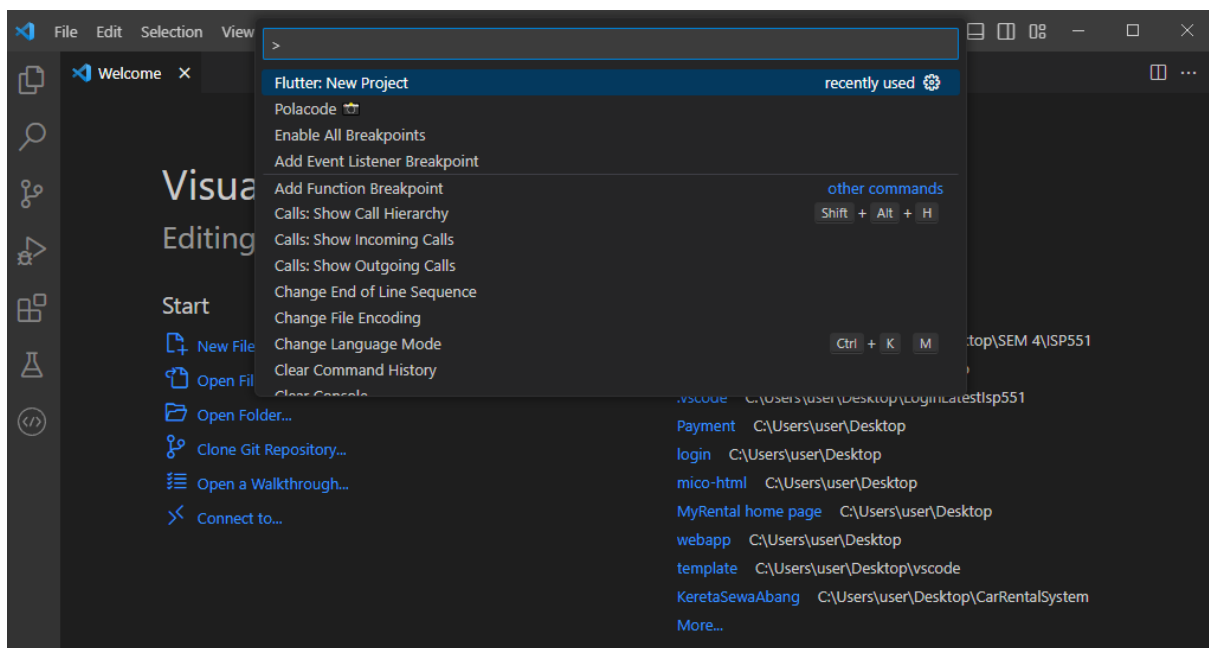 File Edit Selection View
>
Welcome
Flutter: New Project recently used
Polacode
Enable All Breakpoints
Add Event Listener Breakpoint
Add Function Breakpoint other commands
Calls: Show Call Hierarchy Shift + Alt + H
Calls: Show Incoming Calls
Calls: Show Outgoing Calls
Change End of Line Sequence
Change File Encoding
Change Language Mode Ctrl + K M
Clear Command History
Clear Console
Visua
Editing
Start
New File
Open Fil
Open Folder...
Clone Git Repository...
Open a Walkthrough...
Connect to...
top\SEM 4\ISP551
.vscode C:\Users\user\Desktop\LoginLatestIsp551
Payment C:\Users\user\Desktop
login C:\Users\user\Desktop
mico-html C:\Users\user\Desktop
MyRental home page C:\Users\user\Desktop
webapp C:\Users\user\Desktop
template C:\Users\user\Desktop\vscode
KeretaSewaAbang C:\Users\user\Desktop\CarRentalSystem
More...